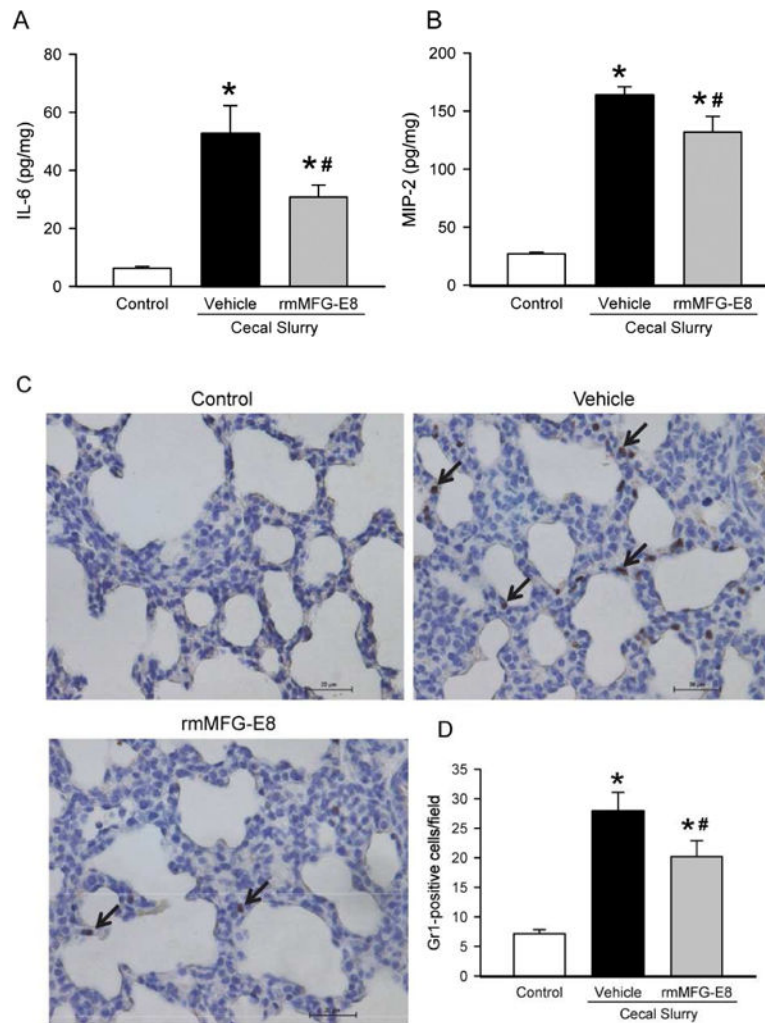 A
IL-6 (pg/mg)
80
60
40
20
0
*
* #
Control
Vehicle
rmMFG-E8
Cecal Slurry
B
MIP-2 (pg/mg)
200
150
100
50
0
*
* #
Control
Vehicle
rmMFG-E8
Cecal Slurry
C
Control
Vehicle
rmMFG-E8
D
Gr1-positive cells/field
35
30
25
20
15
10
5
0
*
* #
Control
Vehicle
rmMFG-E8
Cecal Slurry